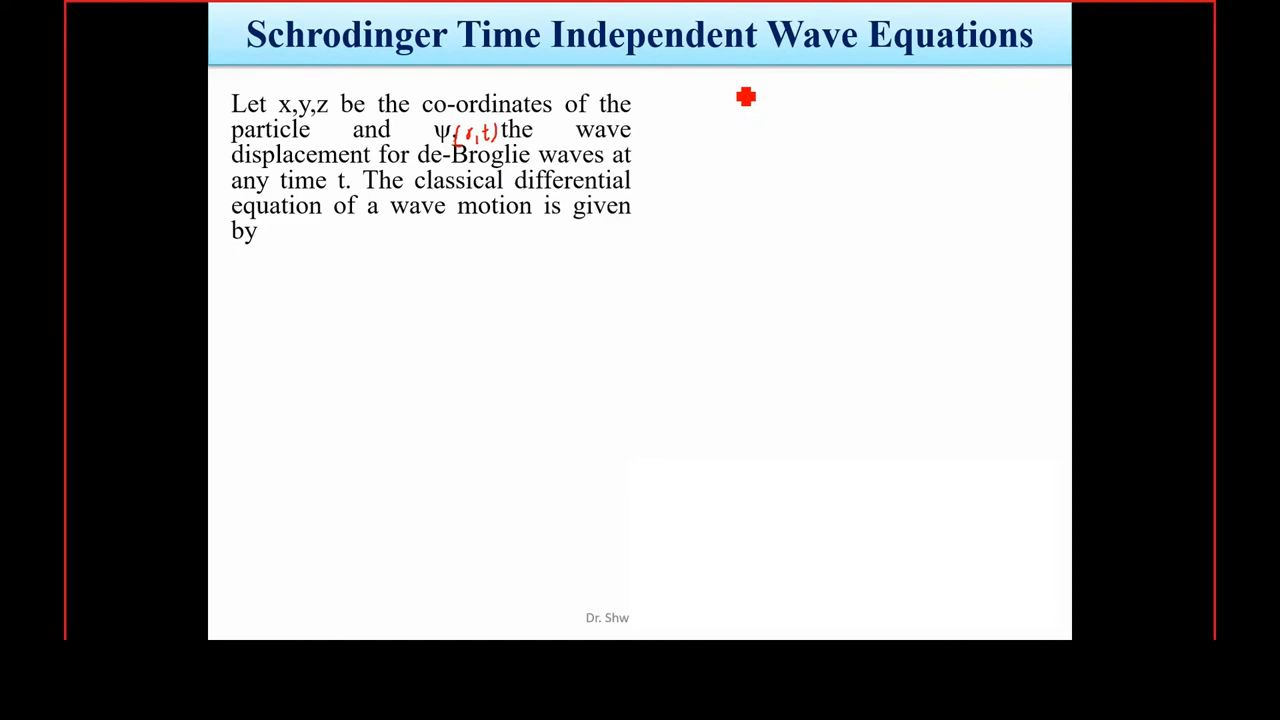 Schrodinger Time Independent Wave Equations
Let x,y,z be the co-ordinates of the
particle and ψ,(r,t) the wave
displacement for de-Broglie waves at
any time t. The classical differential
equation of a wave motion is given
by
Dr. Shw